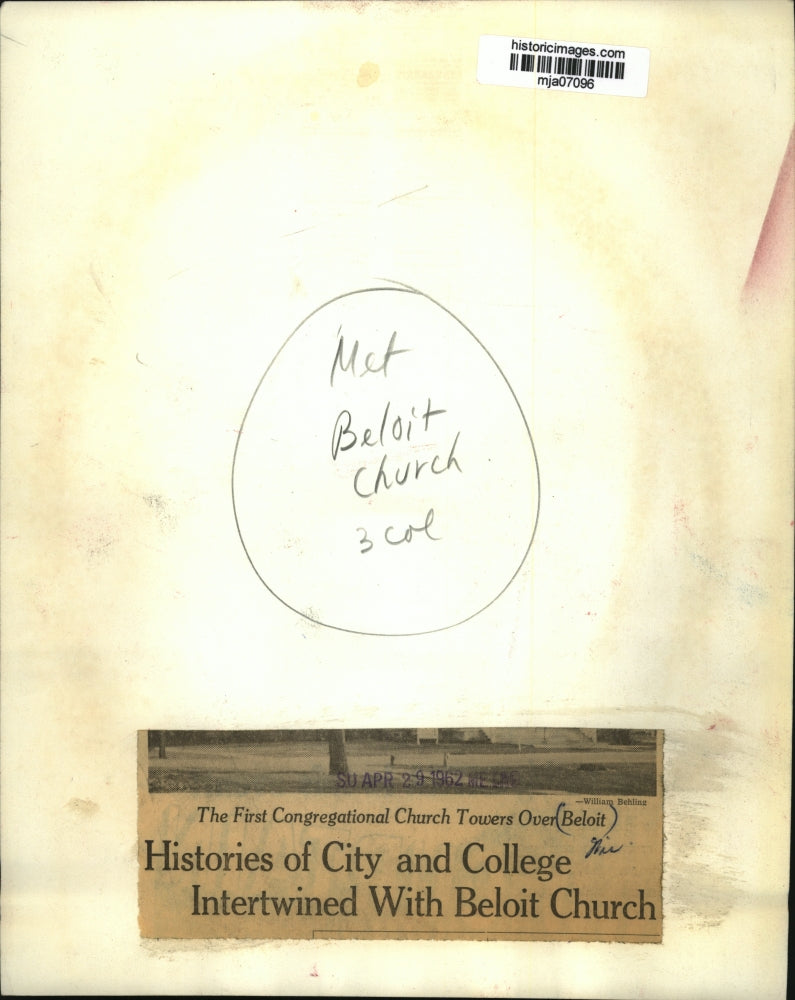 historicimages.com
mja07096
Met
Beloit
Church
3 col
SU APR 29 1962
—William Behling
The First Congregational Church Towers Over (Beloit)
Histories of City and College
Intertwined With Beloit Church